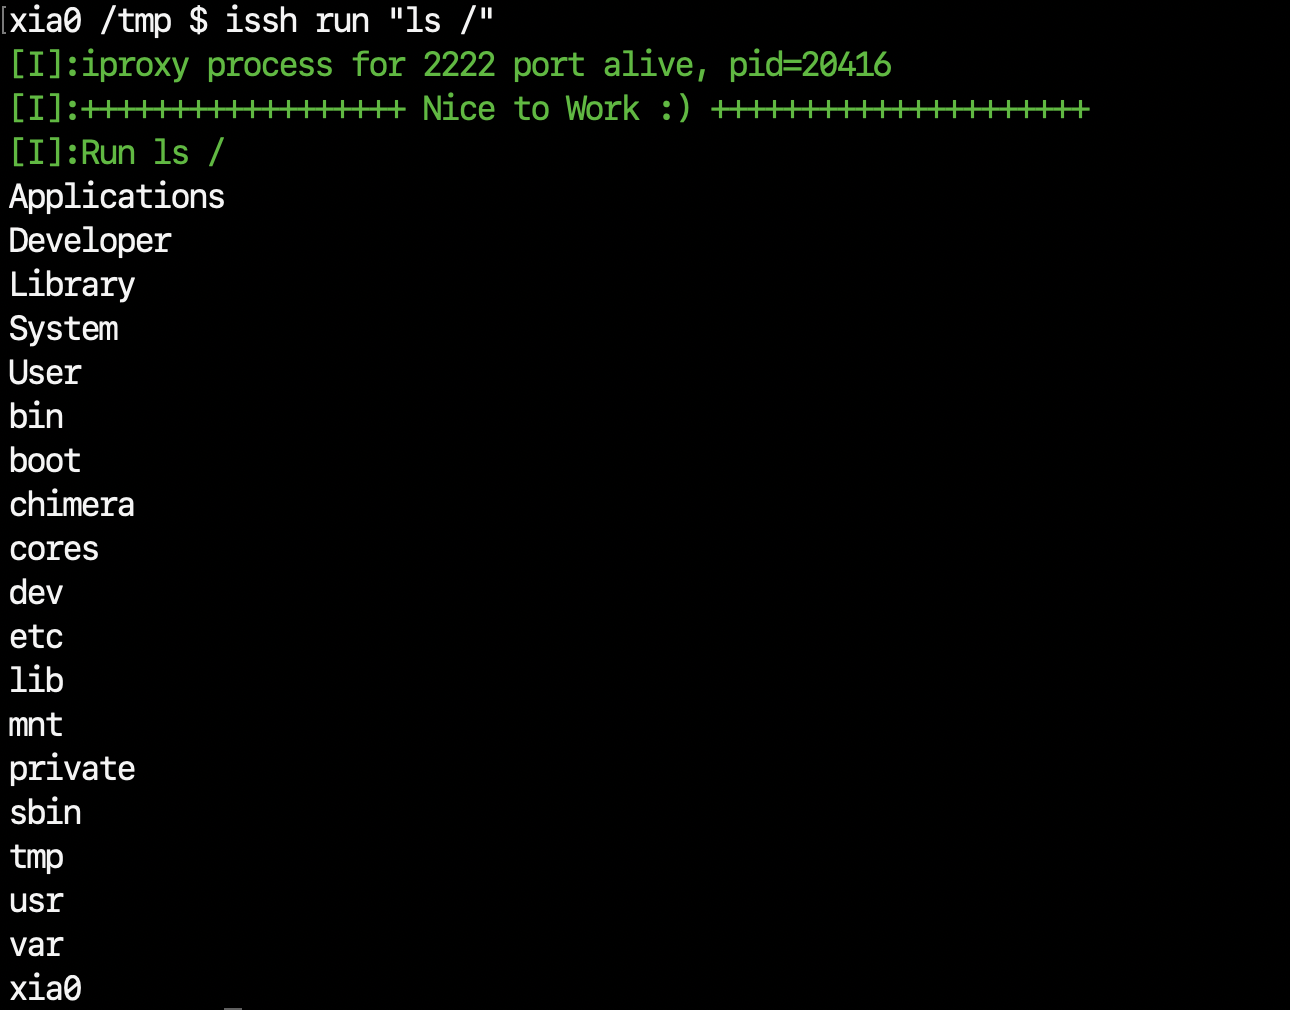 xia0 /tmp $ issh run "ls /"
[I]:iproxy process for 2222 port alive, pid=20416
[I]:++++++++++++++++++ Nice to Work :) +++++++++++++++++++++
[I]:Run ls /
Applications
Developer
Library
System
User
bin
boot
chimera
cores
dev
etc
lib
mnt
private
sbin
tmp
usr
var
xia0